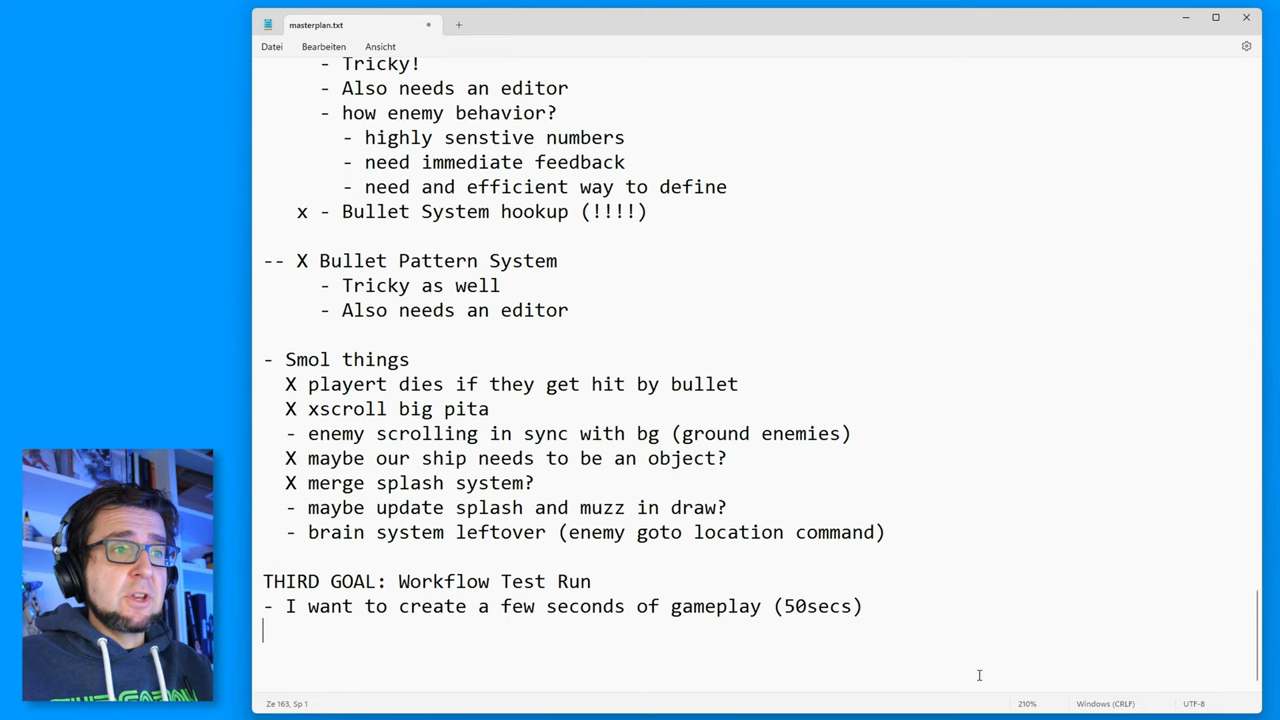 masterplan.txt
Datei Bearbeiten Ansicht
- Tricky!
- Also needs an editor
- how enemy behavior?
- highly senstive numbers
- need immediate feedback
- need and efficient way to define
x - Bullet System hookup (!!!!)
-- X Bullet Pattern System
- Tricky as well
- Also needs an editor
- Smol things
X playert dies if they get hit by bullet
X xscroll big pita
- enemy scrolling in sync with bg (ground enemies)
X maybe our ship needs to be an object?
X merge splash system?
- maybe update splash and muzz in draw?
- brain system leftover (enemy goto location command)
THIRD GOAL: Workflow Test Run
- I want to create a few seconds of gameplay (50secs)
Ze 163, Sp 1 210% Windows (CRLF) UTF-8